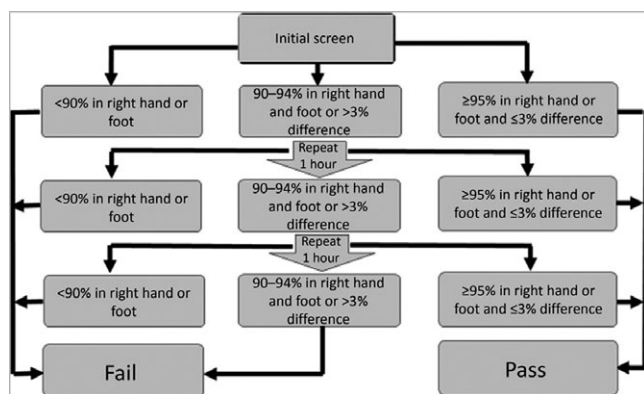 Initial screen
<90% in right hand or
foot
90–94% in right hand
and foot or >3%
difference
≥95% in right hand or
foot and ≤3% difference
Repeat
1 hour
<90% in right hand or
foot
90–94% in right hand
and foot or >3%
difference
≥95% in right hand or
foot and ≤3% difference
Repeat
1 hour
<90% in right hand or
foot
90–94% in right hand
and foot or >3%
difference
≥95% in right hand or
foot and ≤3% difference
Fail
Pass